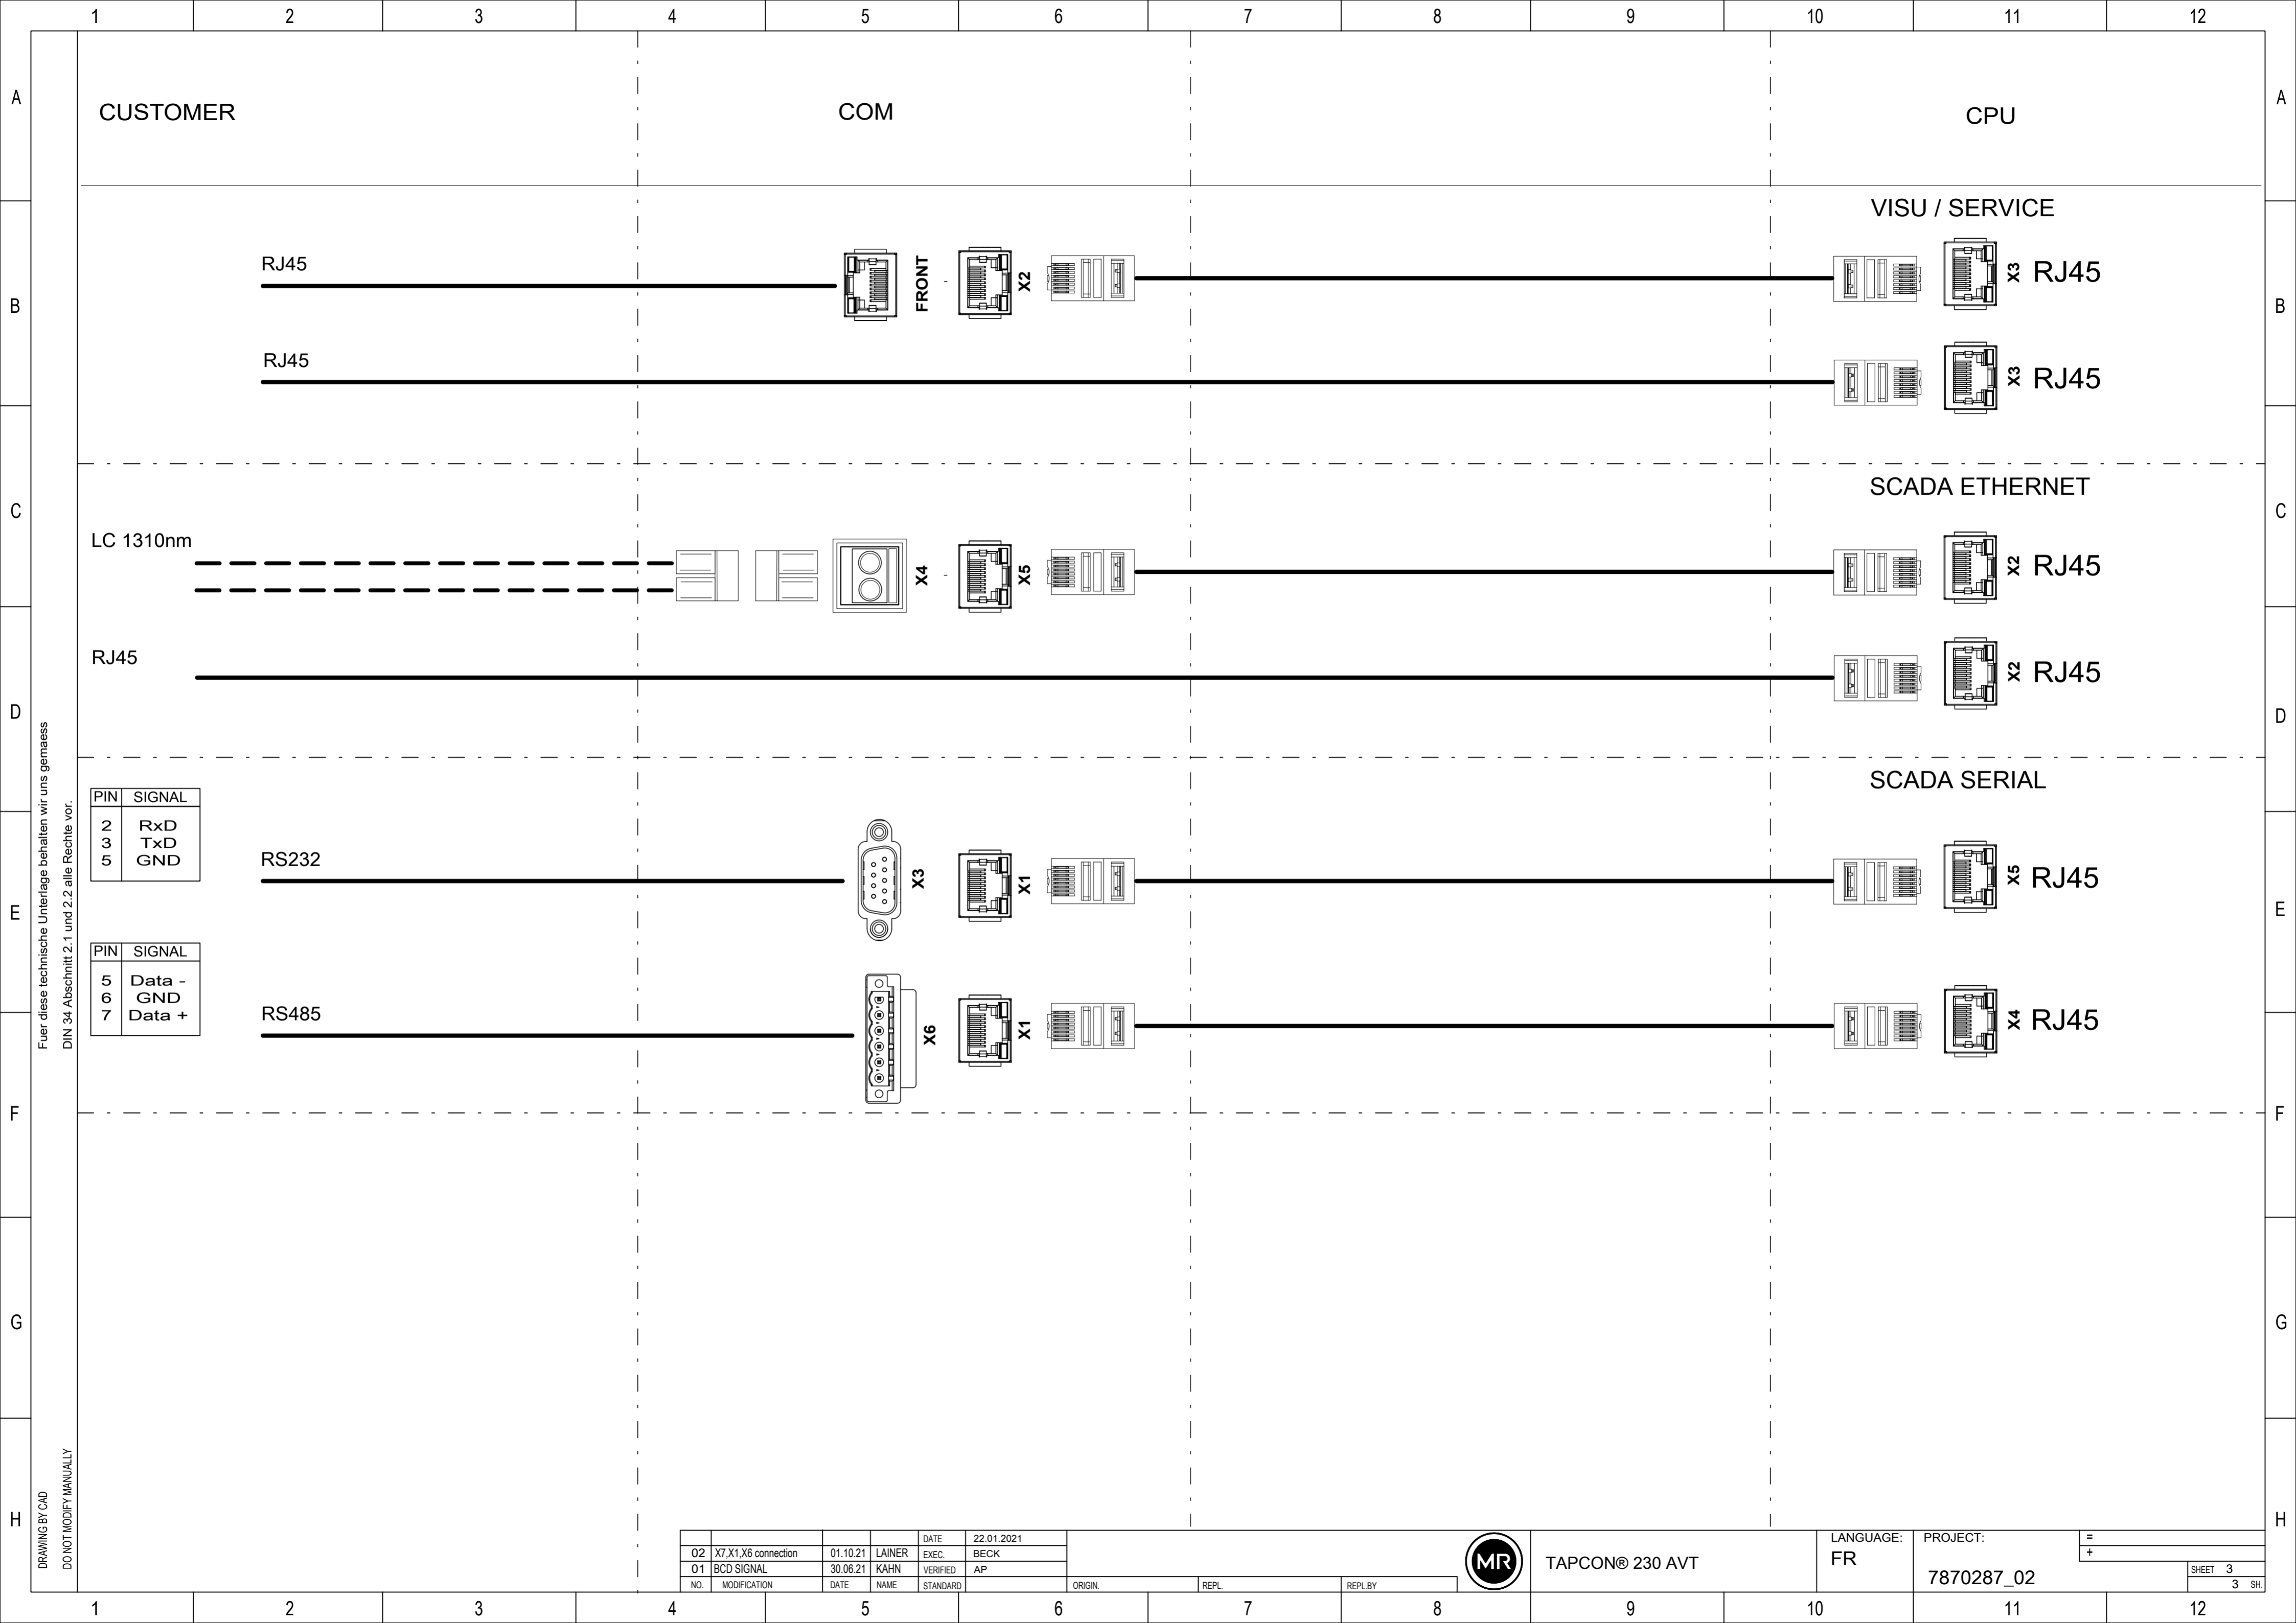 1 2 3 4 5 6 7 8 9 10 11 12
A A
CUSTOMER COM CPU
VISU / SERVICE
B B
RJ45 FRONT - X2 X3 RJ45
RJ45 X3 RJ45
C C
SCADA ETHERNET
LC 1310nm X4 - X5 X2 RJ45
RJ45 X2 RJ45
D D
SCADA SERIAL
PIN SIGNAL
2 RxD
3 TxD
5 GND
RS232 X3 X1 X5 RJ45
E E
PIN SIGNAL
5 Data -
6 GND
7 Data +
RS485 X6 X1 X4 RJ45
F F
G G
H H
Fuer diese technische Unterlage behalten wir uns gemaess
DIN 34 Abschnitt 2.1 und 2.2 alle Rechte vor.
DRAWING BY CAD
DO NOT MODIFY MANUALLY
DATE 22.01.2021
02 X7,X1,X6 connection 01.10.21 LAINER EXEC. BECK
01 BCD SIGNAL 30.06.21 KAHN VERIFIED AP
NO. MODIFICATION DATE NAME STANDARD ORIGIN. REPL. REPL.BY
MR
TAPCON® 230 AVT
LANGUAGE:
FR
PROJECT:
7870287_02
=
+
SHEET 3
3 SH.
1 2 3 4 5 6 7 8 9 10 11 12